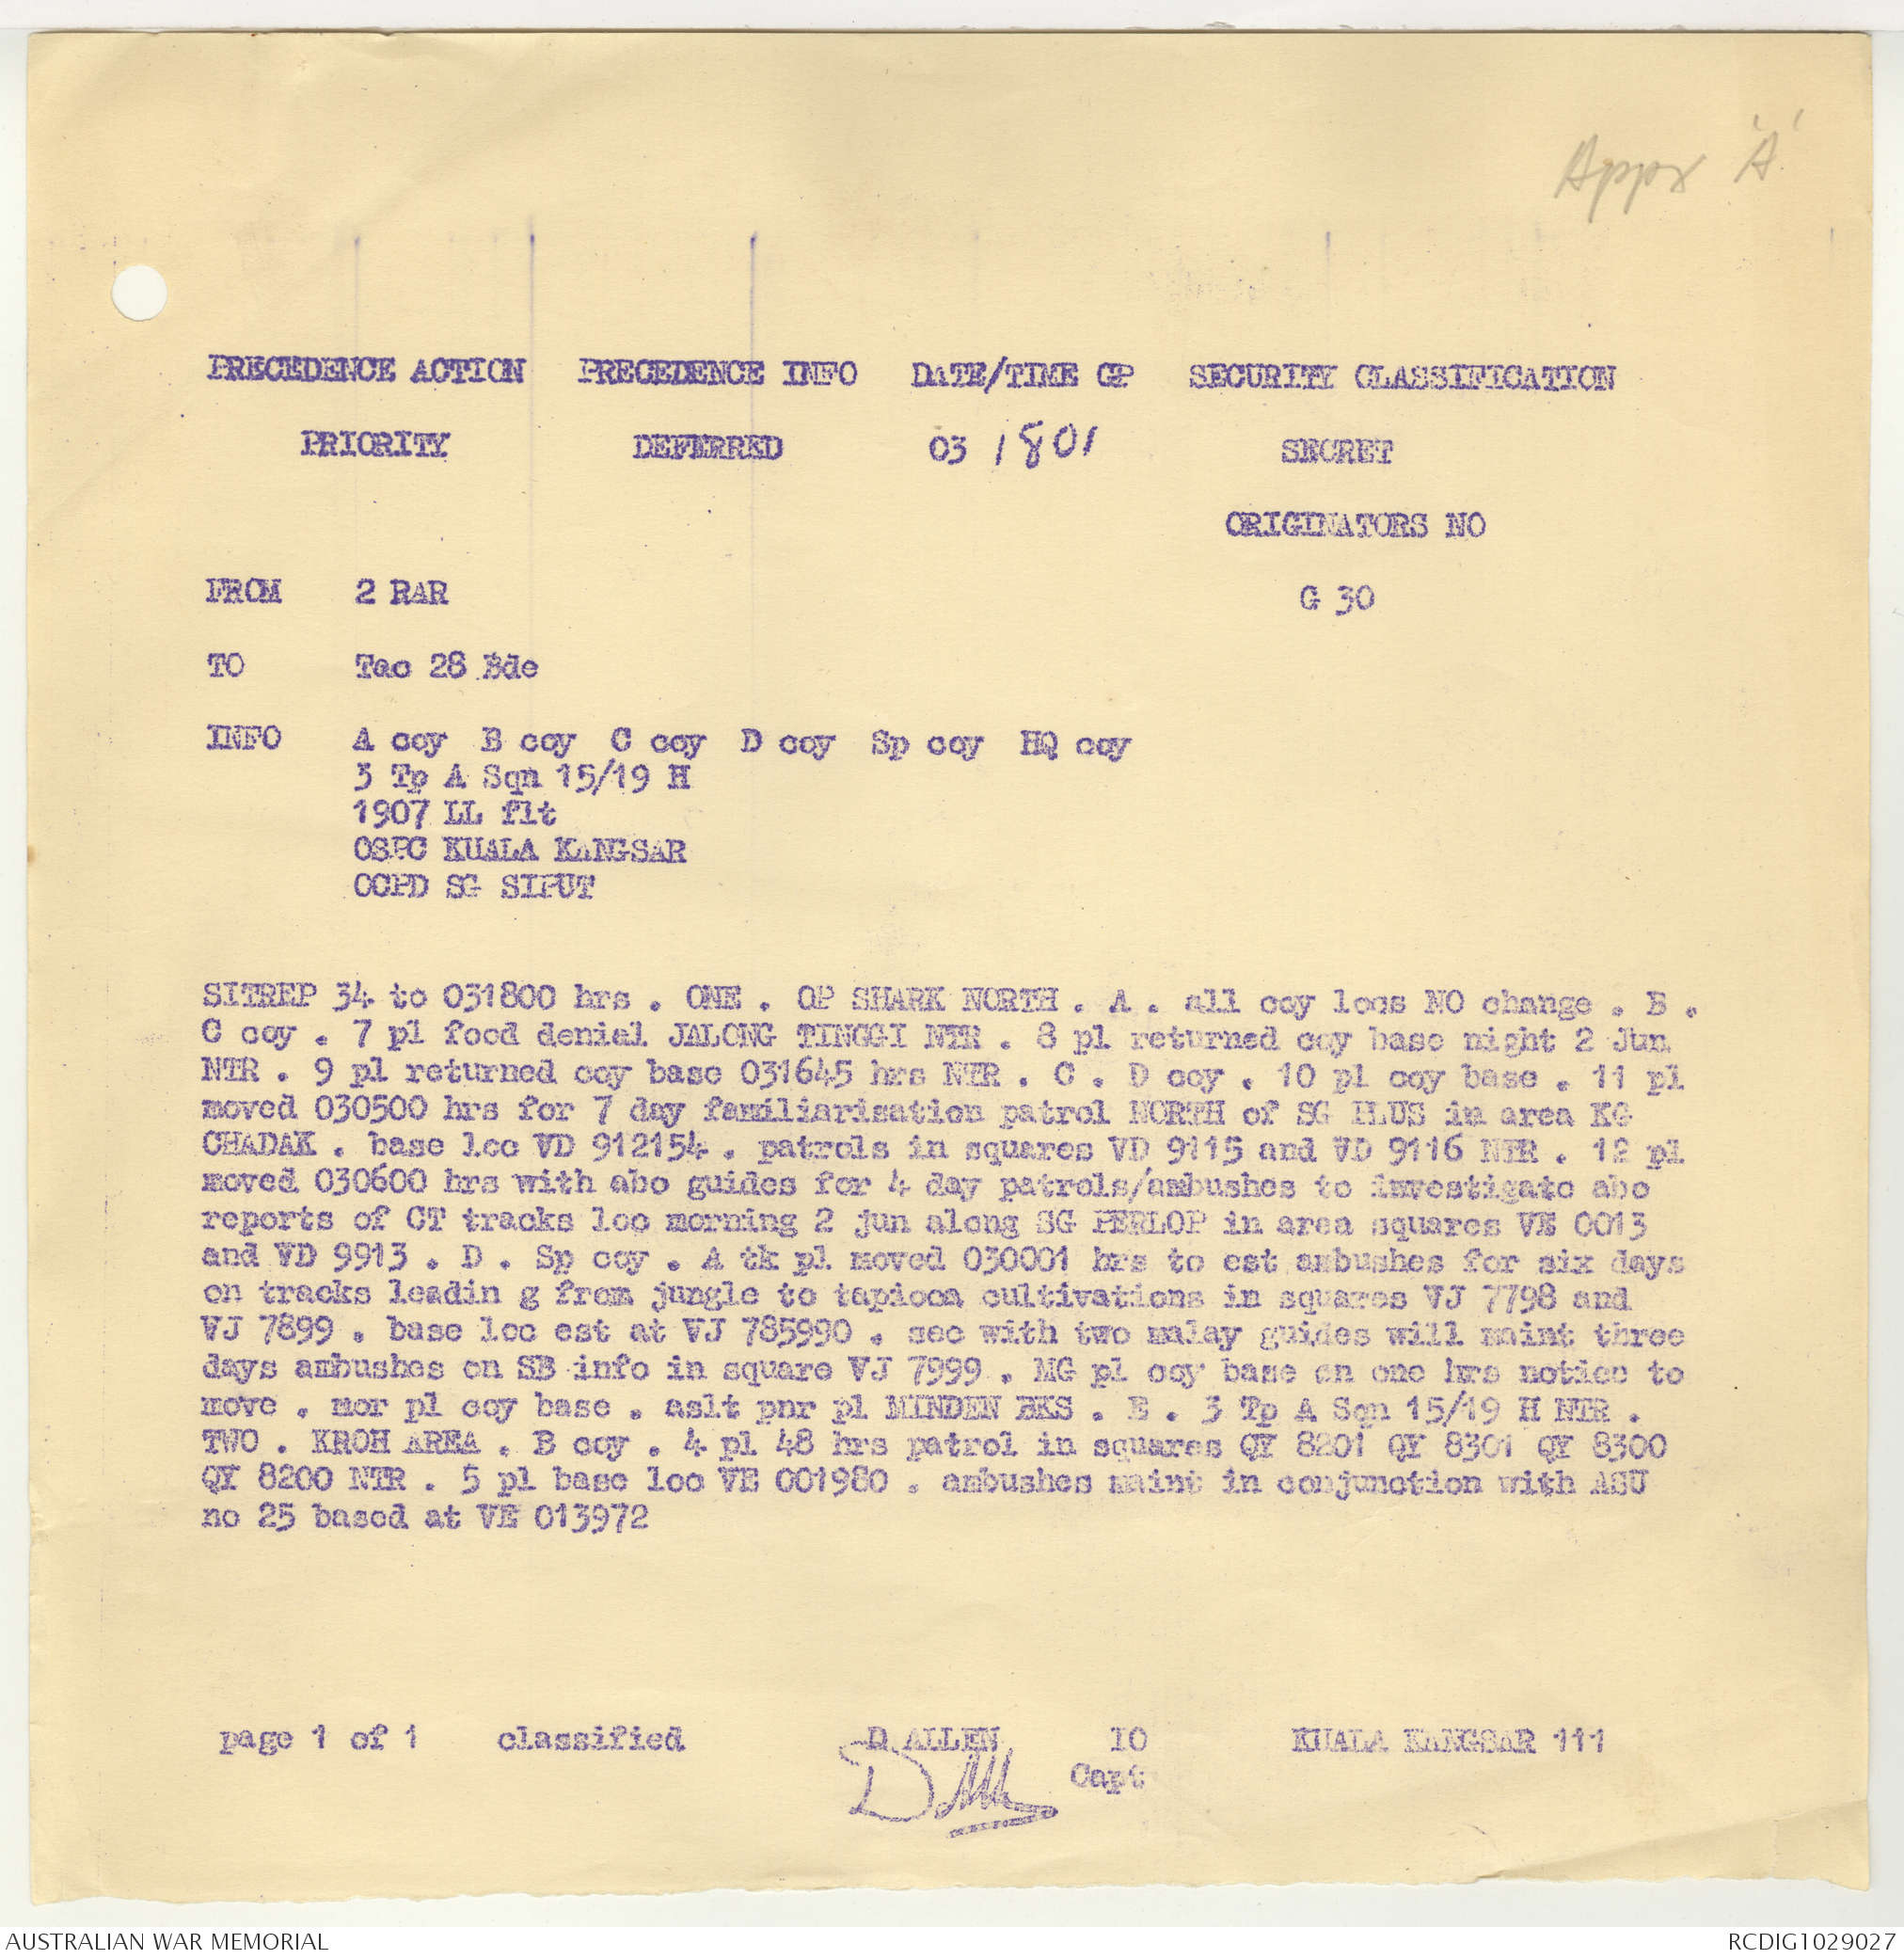 Appx 'A'
PRECEDENCE ACTION PRECEDENCE INFO DATE/TIME GP SECURITY CLASSIFICATION
PRIORITY DEFERRED 03 1801 SECRET
ORIGINATORS NO
FROM 2 RAR G 30
TO Tac 28 Bde
INFO A coy B coy C coy D coy Sp coy HQ coy
3 Tp A Sqn 15/19 H
1907 LL flt
OSPC KUALA KANGSAR
OCPD SG SIPUT
SITREP 34 to 031800 hrs . ONE . OP SHARK NORTH . A . all coy locs NO change . B .
C coy . 7 pl food denial JALONG TINGGI NTR . 8 pl returned coy base night 2 Jun
NTR . 9 pl returned coy base 031645 hrs NTR . C . D coy . 10 pl coy base . 11 pl
moved 030500 hrs for 7 day familiarisation patrol NORTH of SG PLUS in area KG
CHADAK . base loc VD 912154 . patrols in squares VD 9115 and VD 9116 NTR . 12 pl
moved 030600 hrs with abo guides for 4 day patrols/ambushes to investigate abo
reports of CT tracks loc morning 2 jun along SG PERLOP in area squares VE 0013
and VD 9913 . D . Sp coy . A tk pl moved 030001 hrs to est ambushes for six days
on tracks leadin g from jungle to tapioca cultivations in squares VJ 7798 and
VJ 7899 . base loc est at VJ 785990 . sec with two malay guides will maint three
days ambushes on SB info in square VJ 7999 . MG pl coy base on one hrs notice to
move . mor pl coy base . aslt pnr pl MINDEN BKS . E . 3 Tp A Sqn 15/19 H NTR .
TWO . KROH AREA . B coy . 4 pl 48 hrs patrol in squares QY 8201 QY 8301 QY 8300
QY 8200 NTR . 5 pl base loc VE 001980 . ambushes maint in conjunction with ASU
no 25 based at VE 013972
page 1 of 1 classified D ALLEN IO KUALA KANGSAR 111
Capt
AUSTRALIAN WAR MEMORIAL RCDIG1029027